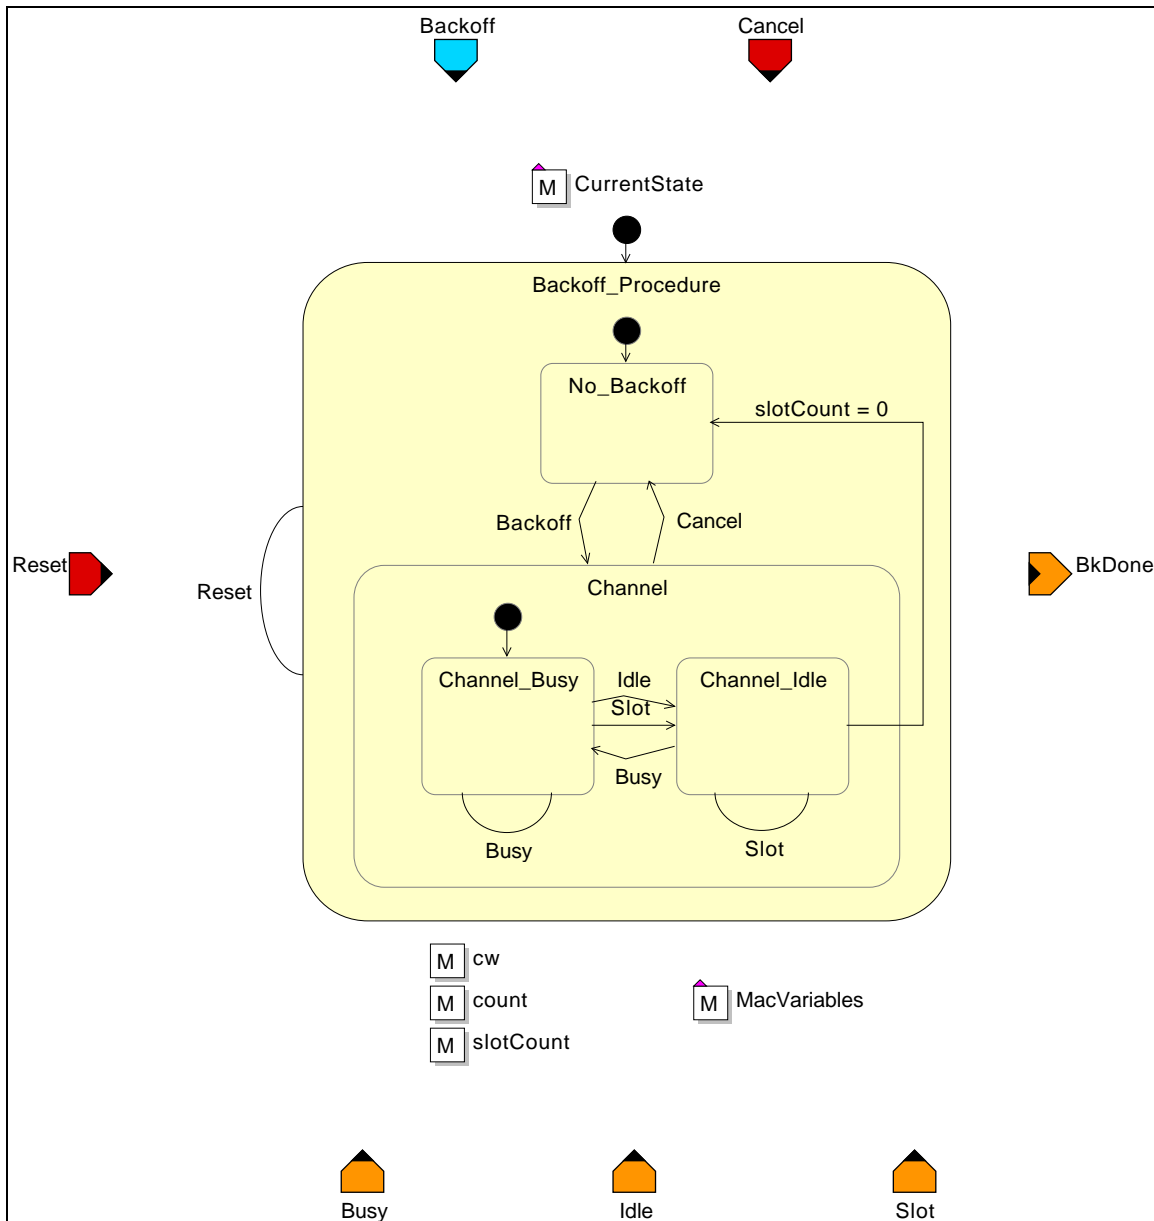 Backoff
Cancel
M
CurrentState
Backoff_Procedure
No_Backoff
slotCount = 0
Backoff
Cancel
Reset
BkDone
Reset
Channel
Channel_Busy
Idle
Channel_Idle
Slot
Busy
Busy
Slot
M
cw
M
count
M
MacVariables
M
slotCount
Busy
Idle
Slot